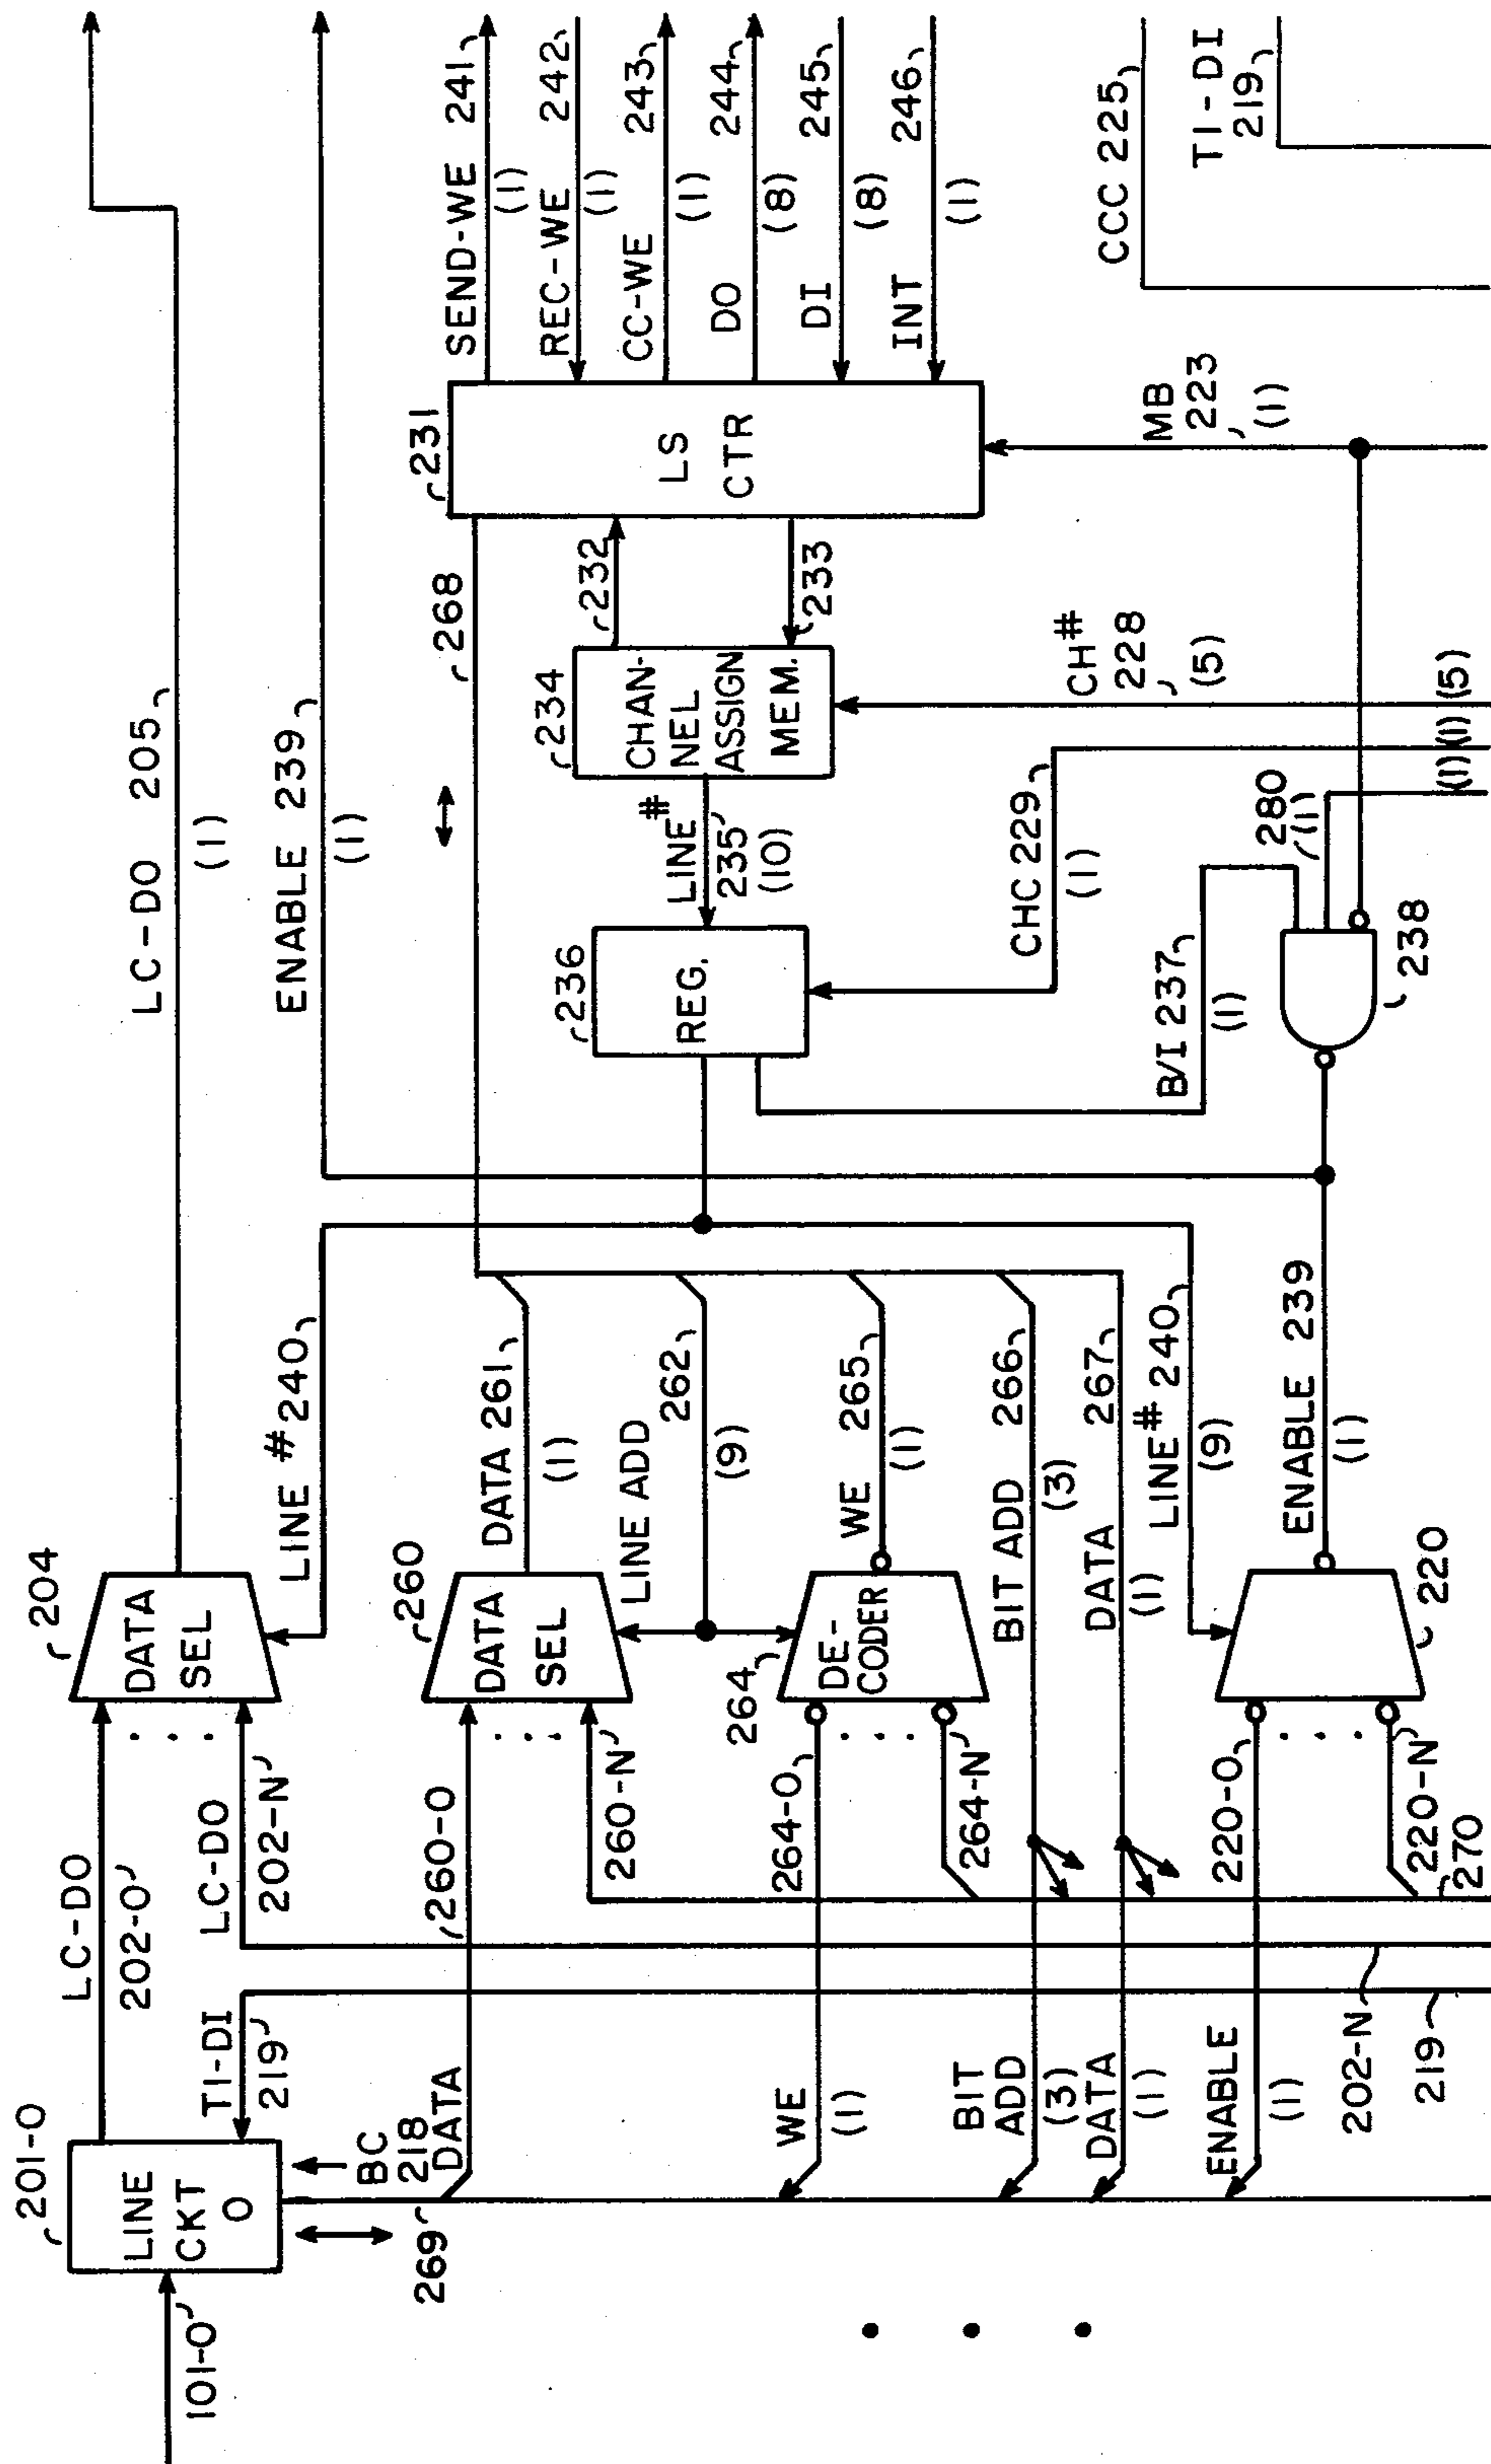 101-0
201-0
LINE
CKT
0
LC-DO
202-0
TI-DI
219
BC
218
269
DATA
LC-DO
202-N
204
DATA
SEL
LINE #240
LC-DO 205
(1)
ENABLE 239
(1)
260-0
260-N
260
DATA
SEL
DATA 261
(1)
LINE ADD
262
(9)
WE
(1)
264-0
264-N
264
DE-
CODER
WE 265
(1)
BIT
ADD
(3)
BIT ADD 266
(3)
DATA
(1)
DATA 267
(1)
LINE# 240
(9)
ENABLE
(1)
220-0
220-N
270
220
ENABLE 239
(1)
202-N
219
268
236
REG.
LINE#
235
(10)
234
CHAN-
NEL
ASSIGN
MEM.
232
233
231
LS
CTR
SEND-WE 241
(1)
REC-WE 242
(1)
CC-WE 243
(1)
DO 244
(8)
DI 245
(8)
INT 246
(1)
B/I 237
(1)
238
280
(1)
CHC 229
(1)
CH#
228
(5)
MB
223
(1)
(1)
(1)
(5)
CCC 225
TI-DI
219